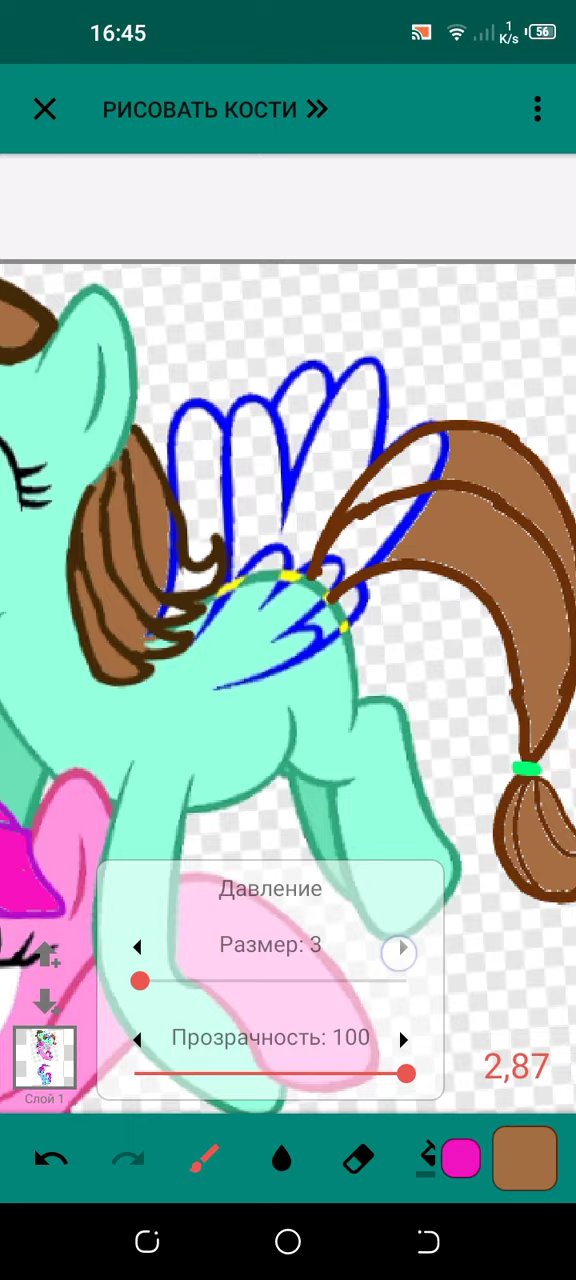 16:45
1
K/s
56
РИСОВАТЬ КОСТИ
Давление
Размер: 3
Прозрачность: 100
2,87
Слой 1